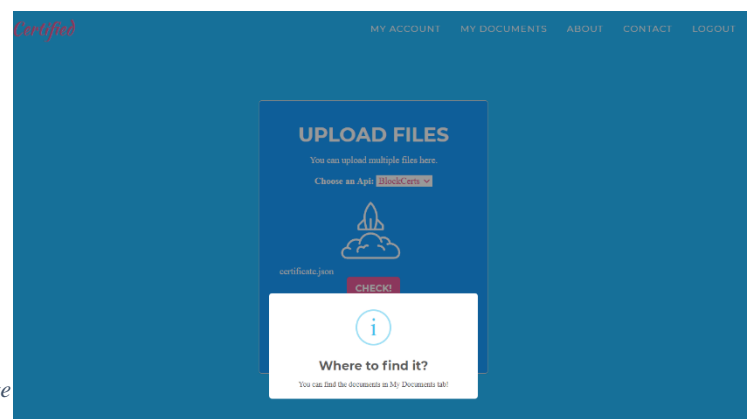 Certified
MY ACCOUNT MY DOCUMENTS ABOUT CONTACT LOGOUT
UPLOAD FILES
You can upload multiple files here.
Choose an Api: BlockCerts
certificate.json
CHECK!
i
Where to find it?
You can find the documents in My Documents tab!
e